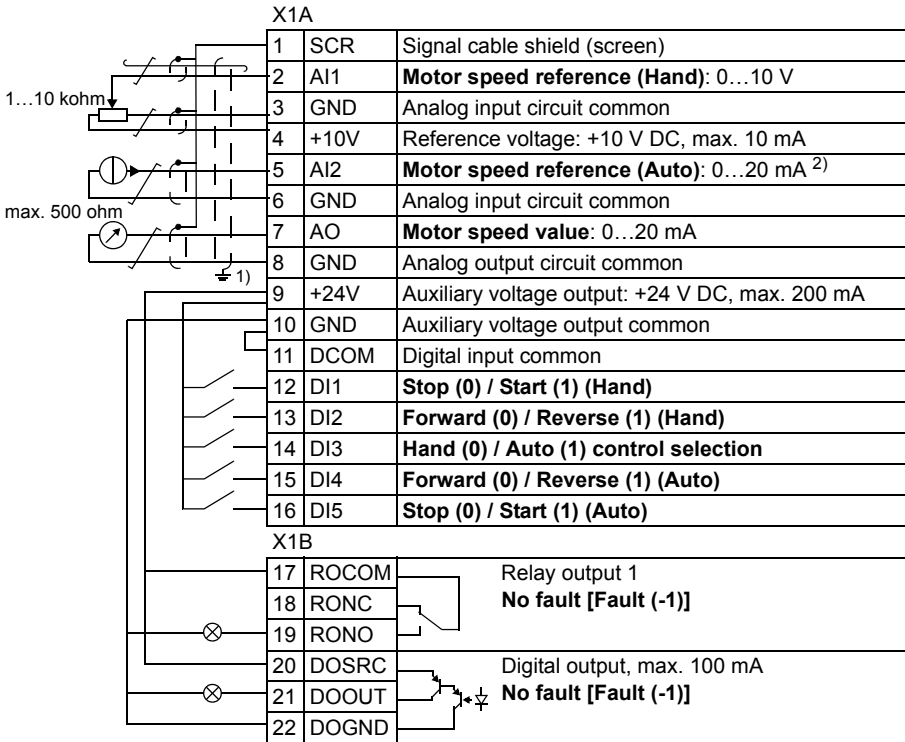 X1A
1 SCR Signal cable shield (screen)
2 AI1 Motor speed reference (Hand): 0…10 V
1…10 kohm
3 GND Analog input circuit common
4 +10V Reference voltage: +10 V DC, max. 10 mA
5 AI2 Motor speed reference (Auto): 0…20 mA 2)
6 GND Analog input circuit common
max. 500 ohm
7 AO Motor speed value: 0…20 mA
8 GND Analog output circuit common
1)
9 +24V Auxiliary voltage output: +24 V DC, max. 200 mA
10 GND Auxiliary voltage output common
11 DCOM Digital input common
12 DI1 Stop (0) / Start (1) (Hand)
13 DI2 Forward (0) / Reverse (1) (Hand)
14 DI3 Hand (0) / Auto (1) control selection
15 DI4 Forward (0) / Reverse (1) (Auto)
16 DI5 Stop (0) / Start (1) (Auto)
X1B
17 ROCOM Relay output 1
18 RONC No fault [Fault (-1)]
19 RONO
20 DOSRC Digital output, max. 100 mA
21 DOOUT No fault [Fault (-1)]
22 DOGND